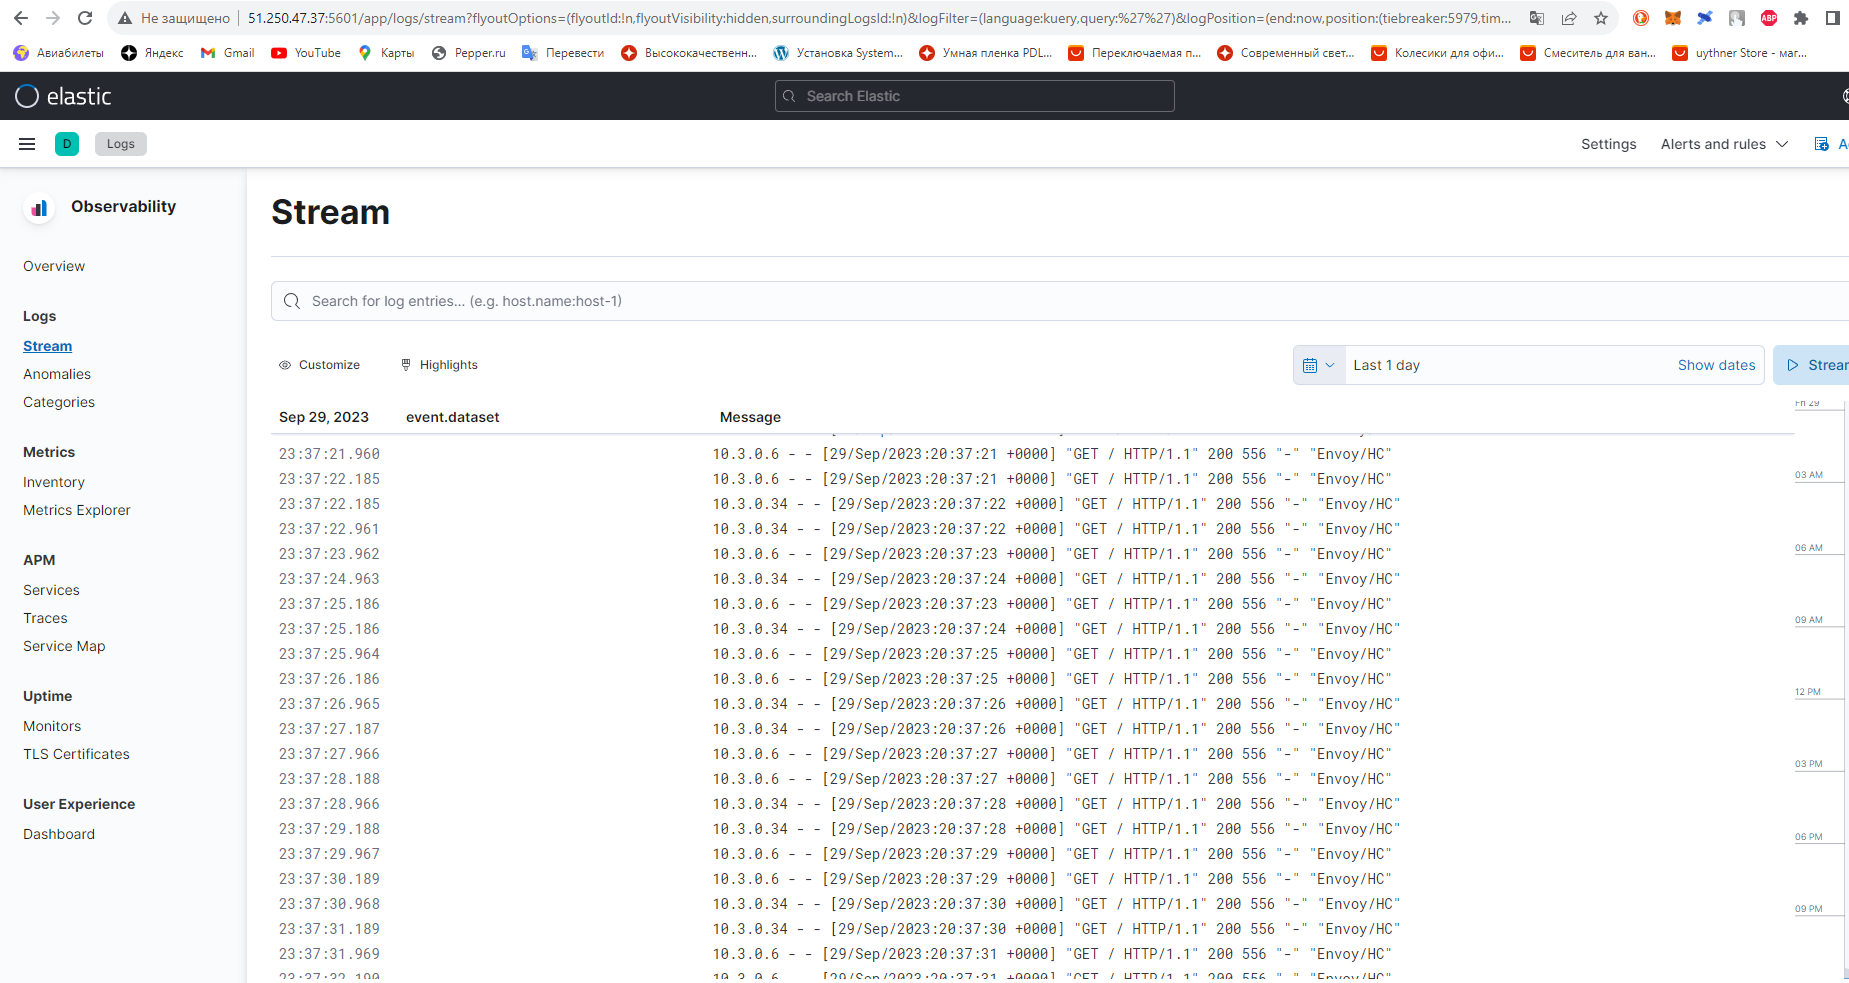 Не защищено | 51.250.47.37:5601/app/logs/stream?flyoutOptions=(flyoutId:!n,flyoutVisibility:hidden,surroundingLogsId:!n)&logFilter=(language:kuery,query:%27%27)&logPosition=(end:now,position:(tiebreaker:5979,tim...
Авиабилеты Яндекс Gmail YouTube Карты Pepper.ru Перевести Высококачественн... Установка System... Умная пленка PDL... Переключаемая п... Современный свет... Колесики для офи... Смеситель для ван... uythner Store - маг...
elastic
Search Elastic
D Logs
Settings Alerts and rules
Observability
Overview
Logs
Stream
Anomalies
Categories
Metrics
Inventory
Metrics Explorer
APM
Services
Traces
Service Map
Uptime
Monitors
TLS Certificates
User Experience
Dashboard
Stream
Search for log entries... (e.g. host.name:host-1)
Customize Highlights
Last 1 day Show dates Strea
Sep 29, 2023 event.dataset Message
23:37:21.960 10.3.0.6 - - [29/Sep/2023:20:37:21 +0000] "GET / HTTP/1.1" 200 556 "-" "Envoy/HC"
23:37:22.185 10.3.0.6 - - [29/Sep/2023:20:37:21 +0000] "GET / HTTP/1.1" 200 556 "-" "Envoy/HC"
23:37:22.185 10.3.0.34 - - [29/Sep/2023:20:37:22 +0000] "GET / HTTP/1.1" 200 556 "-" "Envoy/HC"
23:37:22.961 10.3.0.34 - - [29/Sep/2023:20:37:22 +0000] "GET / HTTP/1.1" 200 556 "-" "Envoy/HC"
23:37:23.962 10.3.0.6 - - [29/Sep/2023:20:37:23 +0000] "GET / HTTP/1.1" 200 556 "-" "Envoy/HC"
23:37:24.963 10.3.0.34 - - [29/Sep/2023:20:37:24 +0000] "GET / HTTP/1.1" 200 556 "-" "Envoy/HC"
23:37:25.186 10.3.0.6 - - [29/Sep/2023:20:37:23 +0000] "GET / HTTP/1.1" 200 556 "-" "Envoy/HC"
23:37:25.186 10.3.0.34 - - [29/Sep/2023:20:37:24 +0000] "GET / HTTP/1.1" 200 556 "-" "Envoy/HC"
23:37:25.964 10.3.0.6 - - [29/Sep/2023:20:37:25 +0000] "GET / HTTP/1.1" 200 556 "-" "Envoy/HC"
23:37:26.186 10.3.0.6 - - [29/Sep/2023:20:37:25 +0000] "GET / HTTP/1.1" 200 556 "-" "Envoy/HC"
23:37:26.965 10.3.0.34 - - [29/Sep/2023:20:37:26 +0000] "GET / HTTP/1.1" 200 556 "-" "Envoy/HC"
23:37:27.187 10.3.0.34 - - [29/Sep/2023:20:37:26 +0000] "GET / HTTP/1.1" 200 556 "-" "Envoy/HC"
23:37:27.966 10.3.0.6 - - [29/Sep/2023:20:37:27 +0000] "GET / HTTP/1.1" 200 556 "-" "Envoy/HC"
23:37:28.188 10.3.0.6 - - [29/Sep/2023:20:37:27 +0000] "GET / HTTP/1.1" 200 556 "-" "Envoy/HC"
23:37:28.966 10.3.0.34 - - [29/Sep/2023:20:37:28 +0000] "GET / HTTP/1.1" 200 556 "-" "Envoy/HC"
23:37:29.188 10.3.0.34 - - [29/Sep/2023:20:37:28 +0000] "GET / HTTP/1.1" 200 556 "-" "Envoy/HC"
23:37:29.967 10.3.0.6 - - [29/Sep/2023:20:37:29 +0000] "GET / HTTP/1.1" 200 556 "-" "Envoy/HC"
23:37:30.189 10.3.0.6 - - [29/Sep/2023:20:37:29 +0000] "GET / HTTP/1.1" 200 556 "-" "Envoy/HC"
23:37:30.968 10.3.0.34 - - [29/Sep/2023:20:37:30 +0000] "GET / HTTP/1.1" 200 556 "-" "Envoy/HC"
23:37:31.189 10.3.0.34 - - [29/Sep/2023:20:37:30 +0000] "GET / HTTP/1.1" 200 556 "-" "Envoy/HC"
23:37:31.969 10.3.0.6 - - [29/Sep/2023:20:37:31 +0000] "GET / HTTP/1.1" 200 556 "-" "Envoy/HC"
23:37:32.190 10.3.0.6 - - [29/Sep/2023:20:37:31 +0000] "GET / HTTP/1.1" 200 556 "-" "Envoy/HC"
Fri 29
03 AM
06 AM
09 AM
12 PM
03 PM
06 PM
09 PM